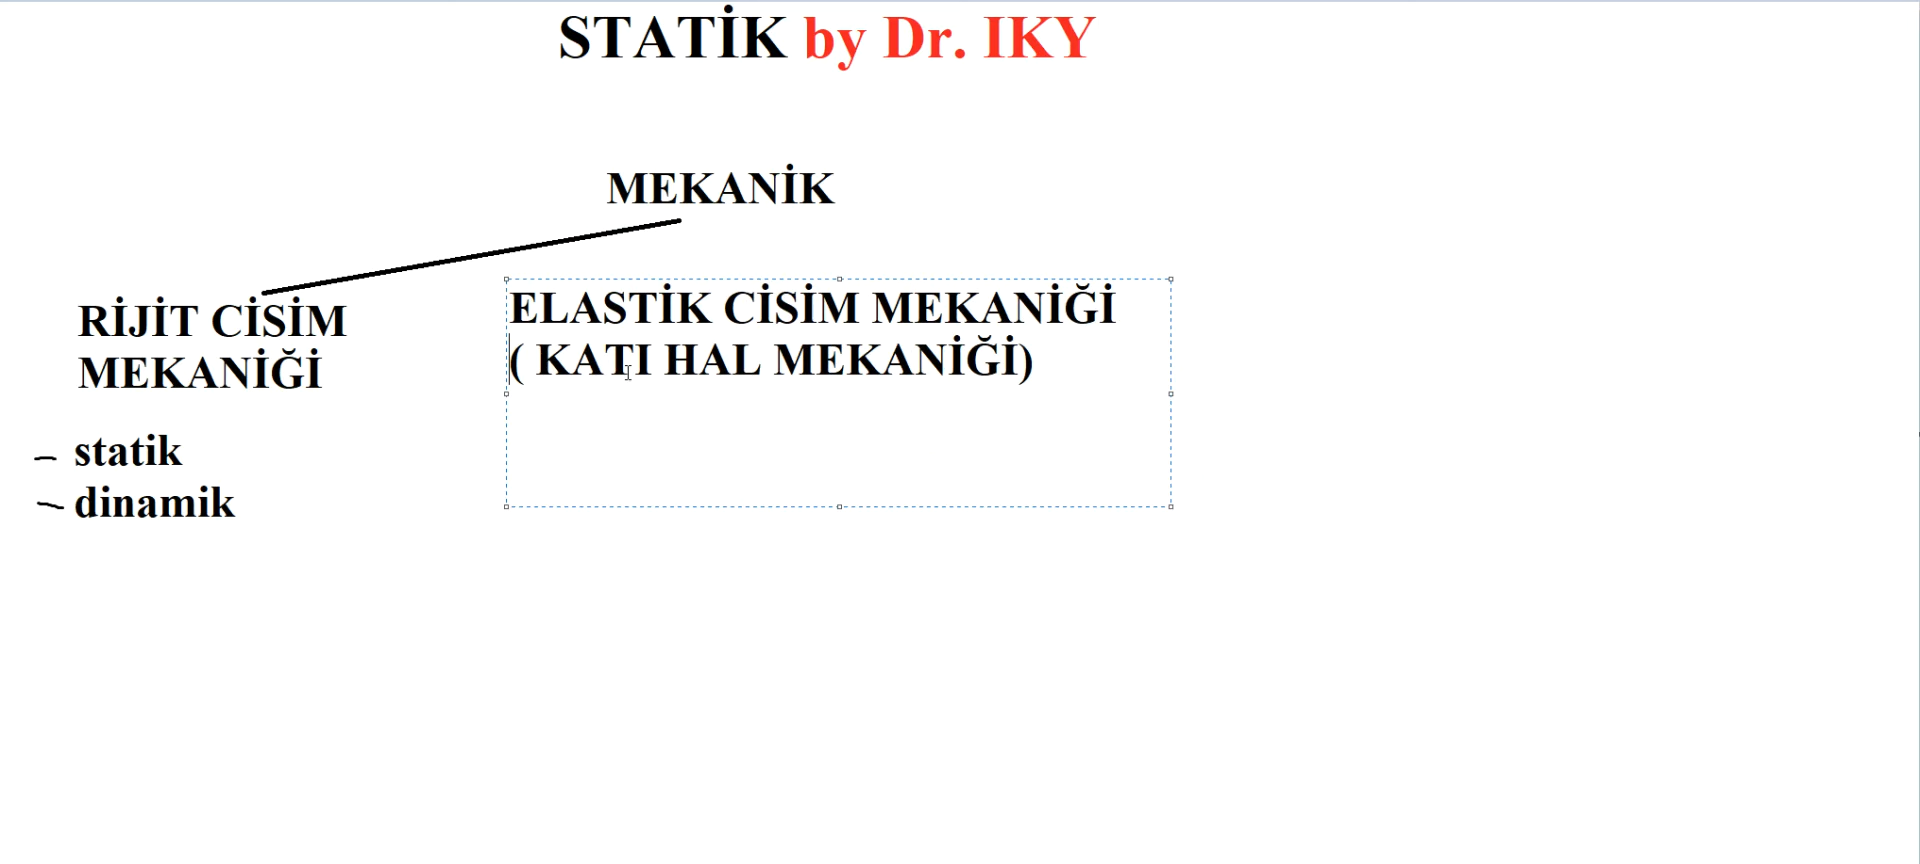 STATİK by Dr. IKY
MEKANİK
RİJİT CİSİM
MEKANİĞİ
- statik
- dinamik
ELASTİK CİSİM MEKANİĞİ
( KATI HAL MEKANİĞİ)